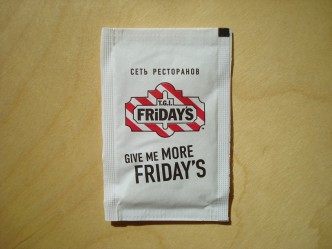 СЕТЬ РЕСТОРАНОВ
T.G.I.
FRiDAY'S
GIVE ME MORE
FRIDAY'S